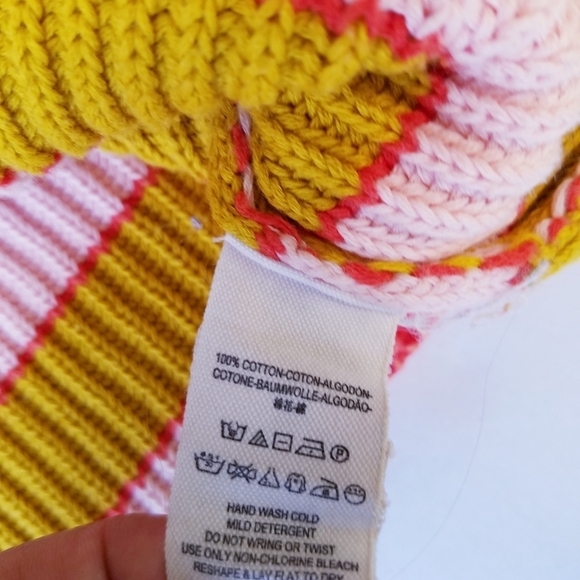 100% COTTON-COTON-ALGODÓN-
COTONE-BAUMWOLLE-ALGODÃO-
棉花-綿
P
HAND WASH COLD
MILD DETERGENT
DO NOT WRING OR TWIST
USE ONLY NON-CHLORINE BLEACH
RESHAPE & LAY FLAT TO DRY